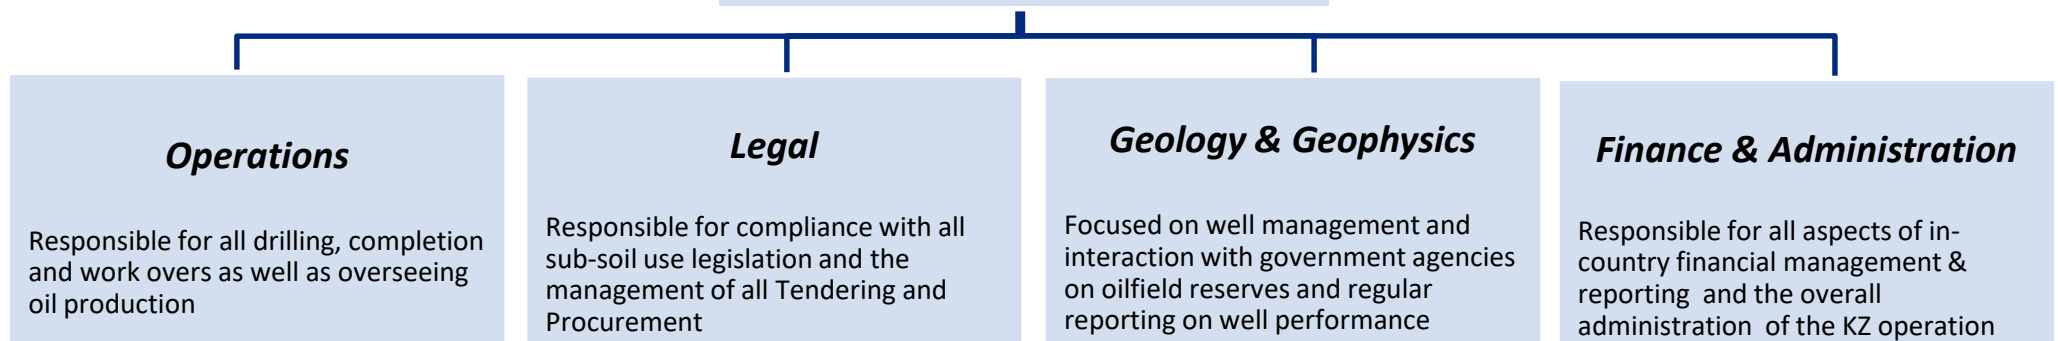 Operations
Responsible for all drilling, completion
and work overs as well as overseeing
oil production
Legal
Responsible for compliance with all
sub-soil use legislation and the
management of all Tendering and
Procurement
Geology & Geophysics
Focused on well management and
interaction with government agencies
on oilfield reserves and regular
reporting on well performance
Finance & Administration
Responsible for all aspects of in-
country financial management &
reporting and the overall
administration of the KZ operation